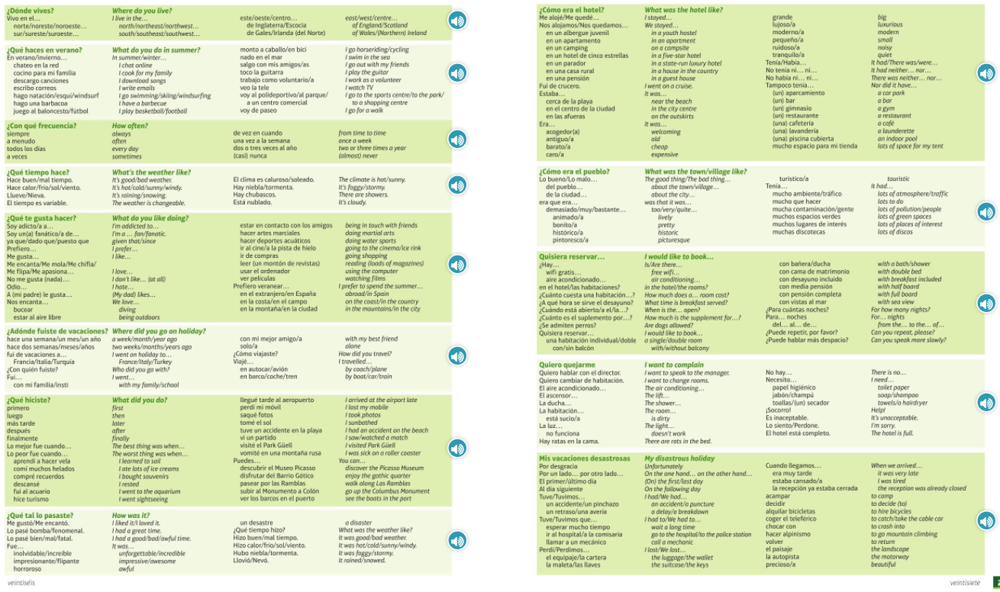 ¿Dónde vives? Where do you live?
Vivo en el… I live in the…
norte/noreste/noroeste… north/northeast/northwest…
sur/sureste/suroeste… south/southeast/southwest…
este/oeste/centro… east/west/centre…
de Inglaterra/Escocia of England/Scotland
de Gales/Irlanda (del Norte) of Wales/(Northern) Ireland
¿Qué haces en verano? What do you do in summer?
En verano/invierno… In summer/winter…
chateo en la red I chat online
cocino para mi familia I cook for my family
descargo canciones I download songs
escribo correos I write emails
hago natación/esquí/windsurf I go swimming/skiing/windsurfing
hago una barbacoa I have a barbecue
juego al baloncesto/fútbol I play basketball/football
monto a caballo/en bici I go horseriding/cycling
nado en el mar I swim in the sea
salgo con mis amigos/as I go out with my friends
toco la guitarra I play the guitar
trabajo como voluntario/a I work as a volunteer
veo la tele I watch TV
voy al polideportivo/al parque/ I go to the sports centre/to the park/
a un centro comercial to a shopping centre
voy de paseo I go for a walk
¿Con qué frecuencia? How often?
siempre always
a menudo often
todos los días every day
a veces sometimes
de vez en cuando from time to time
una vez a la semana once a week
dos o tres veces al año two or three times a year
(casi) nunca (almost) never
¿Qué tiempo hace? What's the weather like?
Hace buen/mal tiempo. It's good/bad weather.
Hace calor/frío/sol/viento. It's hot/cold/sunny/windy.
Llueve/Nieva. It's raining/snowing.
El tiempo es variable. The weather is changeable.
El clima es caluroso/soleado. The climate is hot/sunny.
Hay niebla/tormenta. It's foggy/stormy.
Hay chubascos. There are showers.
Está nublado. It's cloudy.
¿Qué te gusta hacer? What do you like doing?
Soy adicto/a a… I'm addicted to…
Soy un(a) fanático/a de… I'm a … fan/fanatic.
ya que/dado que/puesto que given that/since
Prefiero… I prefer…
Me gusta… I like…
Me encanta/Me mola/Me chifla/
Me flipa/Me apasiona… I love…
No me gusta (nada)… I don't like… (at all)
Odio… I hate…
A (mi padre) le gusta… (My dad) likes…
Nos encanta… We love…
bucear diving
estar al aire libre being outdoors
estar en contacto con los amigos being in touch with friends
hacer artes marciales doing martial arts
hacer deportes acuáticos doing water sports
ir al cine/a la pista de hielo going to the cinema/ice rink
ir de compras going shopping
leer (un montón de revistas) reading (loads of magazines)
usar el ordenador using the computer
ver películas watching films
Prefiero veranear… I prefer to spend the summer…
en el extranjero/en España abroad/in Spain
en la costa/en el campo on the coast/in the country
en la montaña/en la ciudad in the mountains/in the city
¿Adónde fuiste de vacaciones? Where did you go on holiday?
hace una semana/un mes/un año a week/month/year ago
hace dos semanas/meses/años two weeks/months/years ago
fui de vacaciones a… I went on holiday to…
Francia/Italia/Turquía France/Italy/Turkey
¿Con quién fuiste? Who did you go with?
Fui… I went…
con mi familia/insti with my family/school
con mi mejor amigo/a with my best friend
solo/a alone
¿Cómo viajaste? How did you travel?
Viajé… I travelled…
en autocar/avión by coach/plane
en barco/coche/tren by boat/car/train
¿Qué hiciste? What did you do?
primero first
luego then
más tarde later
después after
finalmente finally
Lo mejor fue cuando… The best thing was when…
Lo peor fue cuando… The worst thing was when…
aprendí a hacer vela I learned to sail
comí muchos helados I ate lots of ice creams
compré recuerdos I bought souvenirs
descansé I rested
fui al acuario I went to the aquarium
hice turismo I went sightseeing
llegué tarde al aeropuerto I arrived at the airport late
perdí mi móvil I lost my mobile
saqué fotos I took photos
tomé el sol I sunbathed
tuve un accidente en la playa I had an accident on the beach
vi un partido I saw/watched a match
visité el Park Güell I visited Park Güell
vomité en una montaña rusa I was sick on a roller coaster
Puedes… You can…
descubrir el Museo Picasso discover the Picasso Museum
disfrutar del Barrio Gótico enjoy the gothic quarter
pasear por las Ramblas walk along Las Ramblas
subir al Monumento a Colón go up the Columbus Monument
ver los barcos en el puerto see the boats in the port
¿Qué tal lo pasaste? How was it?
Me gustó/Me encantó. I liked it/I loved it.
Lo pasé bomba/fenomenal. I had a great time.
Lo pasé bien/mal/fatal. I had a good/bad/awful time.
Fue… It was…
inolvidable/increíble unforgettable/incredible
impresionante/flipante impressive/awesome
horroroso awful
un desastre a disaster
¿Qué tiempo hizo? What was the weather like?
Hizo buen/mal tiempo. It was good/bad weather.
Hizo calor/frío/sol/viento. It was hot/cold/sunny/windy.
Hubo niebla/tormenta. It was foggy/stormy.
Llovió/Nevó. It rained/snowed.
veintiséis
¿Cómo era el hotel? What was the hotel like?
Me alojé/Me quedé… I stayed…
Nos alojamos/Nos quedamos… We stayed…
en un albergue juvenil in a youth hostel
en un apartamento in an apartment
en un camping on a campsite
en un hotel de cinco estrellas in a five-star hotel
en un parador in a state-run luxury hotel
en una casa rural in a house in the country
en una pensión in a guest house
Fui de crucero. I went on a cruise.
Estaba… It was…
cerca de la playa near the beach
en el centro de la ciudad in the city centre
en las afueras on the outskirts
Era… It was…
acogedor(a) welcoming
antiguo/a old
barato/a cheap
caro/a expensive
grande big
lujoso/a luxurious
moderno/a modern
pequeño/a small
ruidoso/a noisy
tranquilo/a quiet
Tenía/Había… It had/There was/were…
No tenía ni… ni… It had neither… nor…
No había ni… ni… There was neither… nor…
Tampoco tenía… Nor did it have…
(un) aparcamiento a car park
(un) bar a bar
(un) gimnasio a gym
(un) restaurante a restaurant
(una) cafetería a café
(una) lavandería a launderette
(una) piscina cubierta an indoor pool
mucho espacio para mi tienda lots of space for my tent
¿Cómo era el pueblo? What was the town/village like?
Lo bueno/Lo malo… The good thing/The bad thing…
del pueblo… about the town/village…
de la ciudad… about the city…
era que era… was that it was…
demasiado/muy/bastante… too/very/quite…
animado/a lively
bonito/a pretty
histórico/a historic
pintoresco/a picturesque
turístico/a touristic
Tenía… It had…
mucho ambiente/tráfico lots of atmosphere/traffic
mucho que hacer lots to do
mucha contaminación/gente lots of pollution/people
muchos espacios verdes lots of green spaces
muchos lugares de interés lots of places of interest
muchas discotecas lots of discos
Quisiera reservar… I would like to book…
¿Hay… Is/Are there…
wifi gratis… free wifi…
aire acondicionado… air conditioning…
en el hotel/las habitaciones? in the hotel/the rooms?
¿Cuánto cuesta una habitación…? How much does a… room cost?
¿A qué hora se sirve el desayuno? What time is breakfast served?
¿Cuándo está abierto/a el/la…? When is the… open?
¿Cuánto es el suplemento por…? How much is the supplement for…?
¿Se admiten perros? Are dogs allowed?
Quisiera reservar… I would like to book…
una habitación individual/doble a single/double room
con/sin balcón with/without balcony
con bañera/ducha with a bath/shower
con cama de matrimonio with double bed
con desayuno incluido with breakfast included
con media pensión with half board
con pensión completa with full board
con vistas al mar with sea view
¿Para cuántas noches? For how many nights?
Para… noches For… nights
del… al… de… from the… to the… of…
¿Puede repetir, por favor? Can you repeat, please?
¿Puede hablar más despacio? Can you speak more slowly?
Quiero quejarme I want to complain
Quiero hablar con el director. I want to speak to the manager.
Quiero cambiar de habitación. I want to change rooms.
El aire acondicionado… The air conditioning…
El ascensor… The lift…
La ducha… The shower…
La habitación… The room…
está sucio/a is dirty
La luz… The light…
no funciona doesn't work
Hay ratas en la cama. There are rats in the bed.
No hay… There is no…
Necesito… I need…
papel higiénico toilet paper
jabón/champú soap/shampoo
toallas/(un) secador towels/a hairdryer
¡Socorro! Help!
Es inaceptable. It's unacceptable.
Lo siento/Perdone. I'm sorry.
El hotel está completo. The hotel is full.
Mis vacaciones desastrosas My disastrous holiday
Por desgracia Unfortunately
Por un lado… por otro lado… On the one hand… on the other hand…
El primer/último día (On) the first/last day
Al día siguiente On the following day
Tuve/Tuvimos… I had/We had…
un accidente/un pinchazo an accident/a puncture
un retraso/una avería a delay/a breakdown
Tuve/Tuvimos que… I had to/We had to…
esperar mucho tiempo wait a long time
ir al hospital/a la comisaría go to the hospital/to the police station
llamar a un mecánico call a mechanic
Perdí/Perdimos… I lost/We lost…
el equipaje/la cartera the luggage/the wallet
la maleta/las llaves the suitcase/the keys
Cuando llegamos… When we arrived…
era muy tarde it was very late
estaba cansado/a I was tired
la recepción ya estaba cerrada the reception was already closed
acampar to camp
decidir to decide (to)
alquilar bicicletas to hire bicycles
coger el teleférico to catch/take the cable car
chocar con to crash into
hacer alpinismo to go mountain climbing
volver to return
el paisaje the landscape
la autopista the motorway
precioso/a beautiful
veintisiete